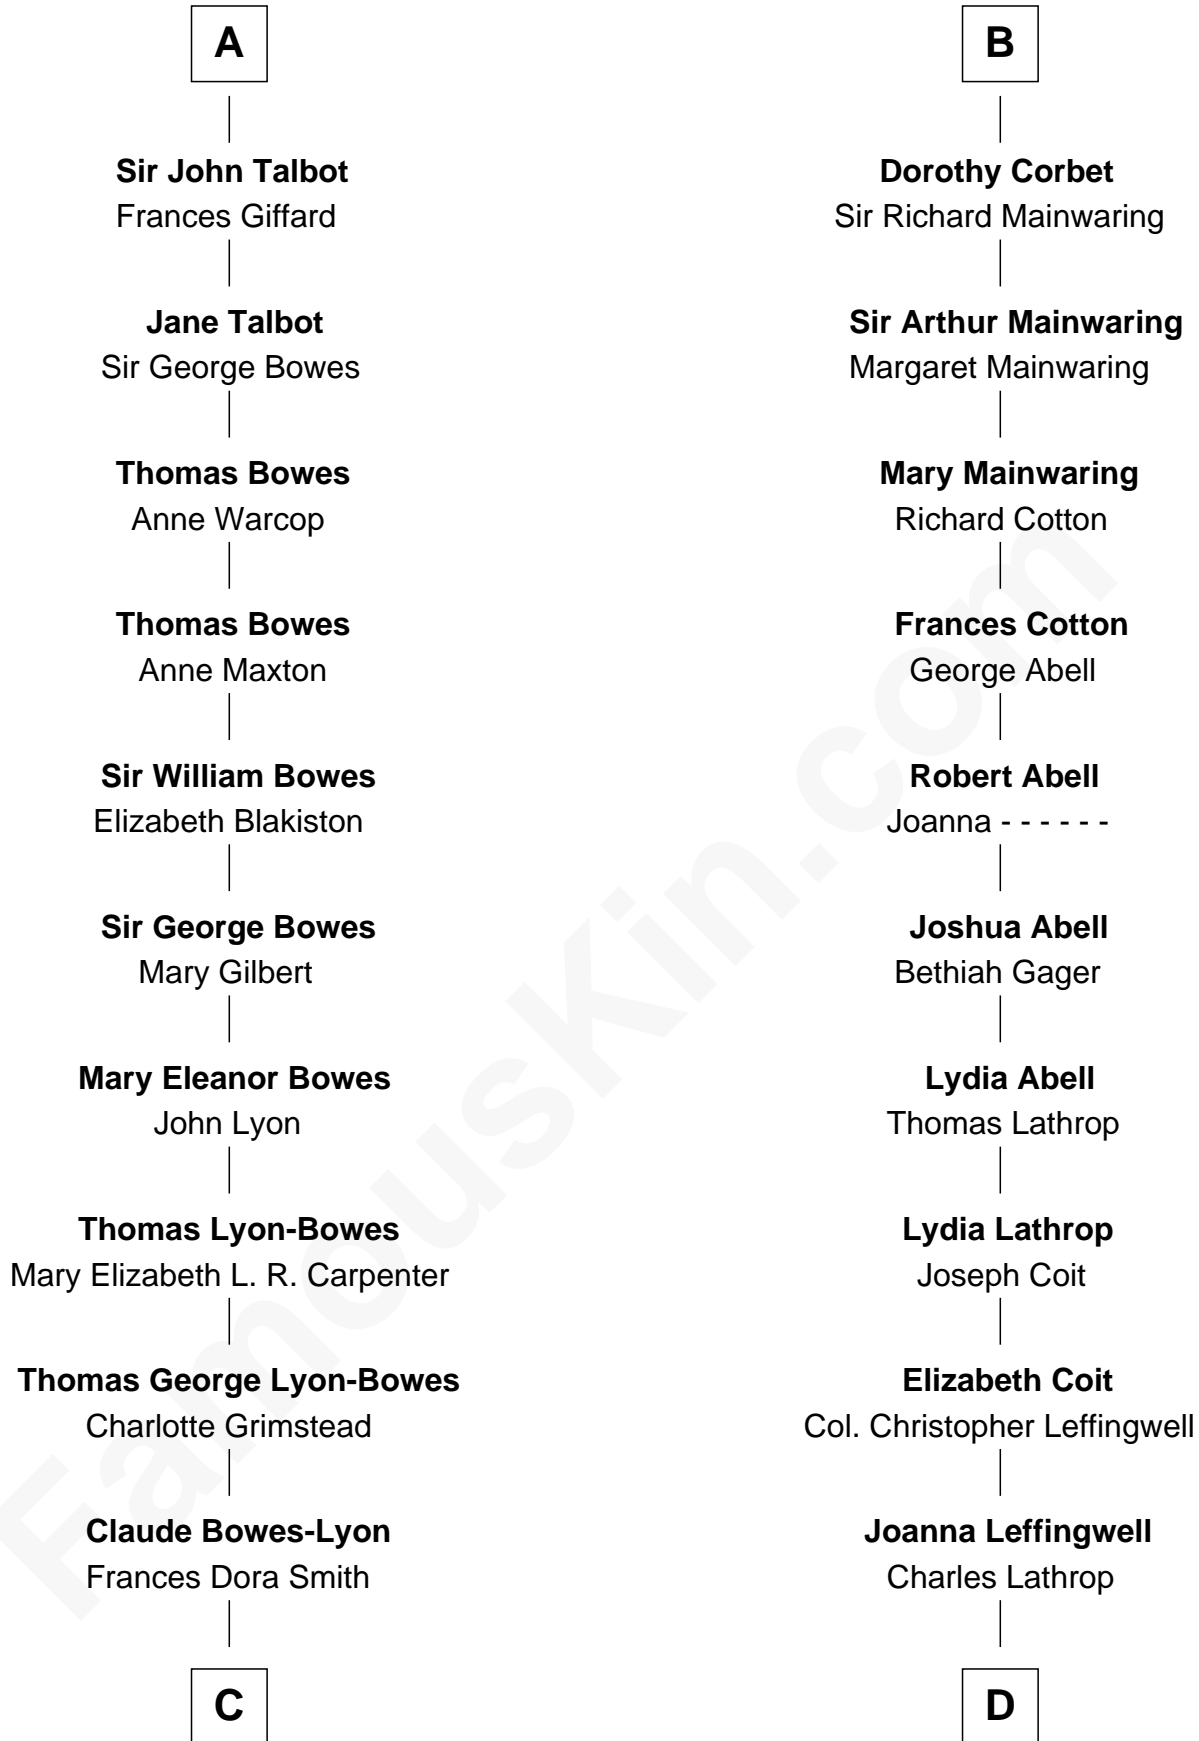 A
Sir John Talbot
Frances Giffard
Jane Talbot
Sir George Bowes
Thomas Bowes
Anne Warcop
Thomas Bowes
Anne Maxton
Sir William Bowes
Elizabeth Blakiston
Sir George Bowes
Mary Gilbert
Mary Eleanor Bowes
John Lyon
Thomas Lyon-Bowes
Mary Elizabeth L. R. Carpenter
Thomas George Lyon-Bowes
Charlotte Grimstead
Claude Bowes-Lyon
Frances Dora Smith
C
B
Dorothy Corbet
Sir Richard Mainwaring
Sir Arthur Mainwaring
Margaret Mainwaring
Mary Mainwaring
Richard Cotton
Frances Cotton
George Abell
Robert Abell
Joanna - - - - - -
Joshua Abell
Bethiah Gager
Lydia Abell
Thomas Lathrop
Lydia Lathrop
Joseph Coit
Elizabeth Coit
Col. Christopher Leffingwell
Joanna Leffingwell
Charles Lathrop
D
FamousKin.com